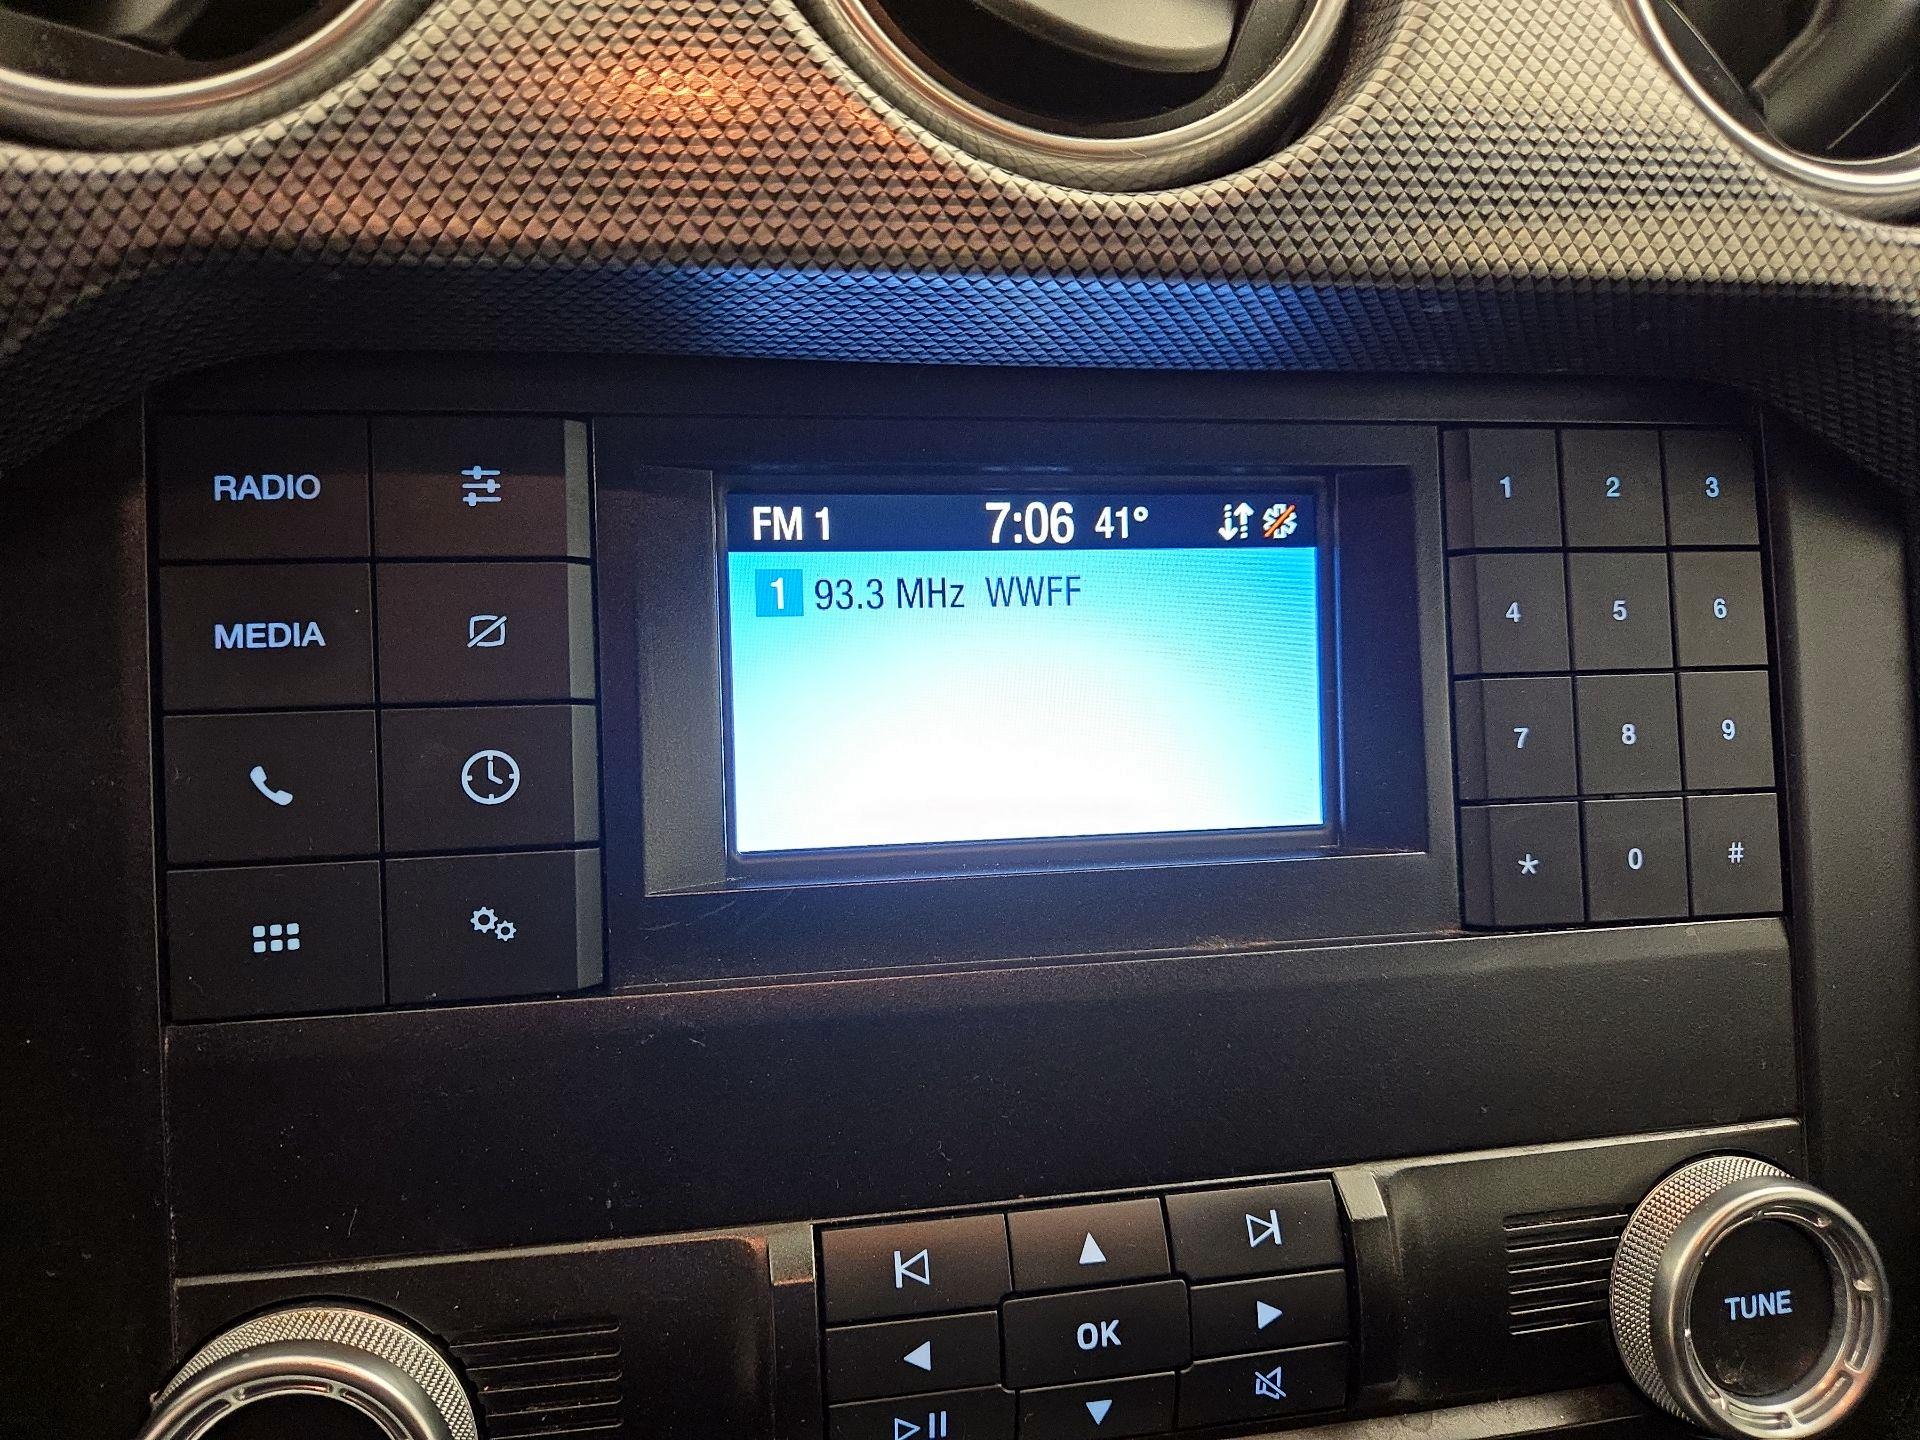 FM 1 7:06 41°
1 93.3 MHz WWFF
RADIO
MEDIA
1 2 3
4 5 6
7 8 9
* 0 #
OK
TUNE